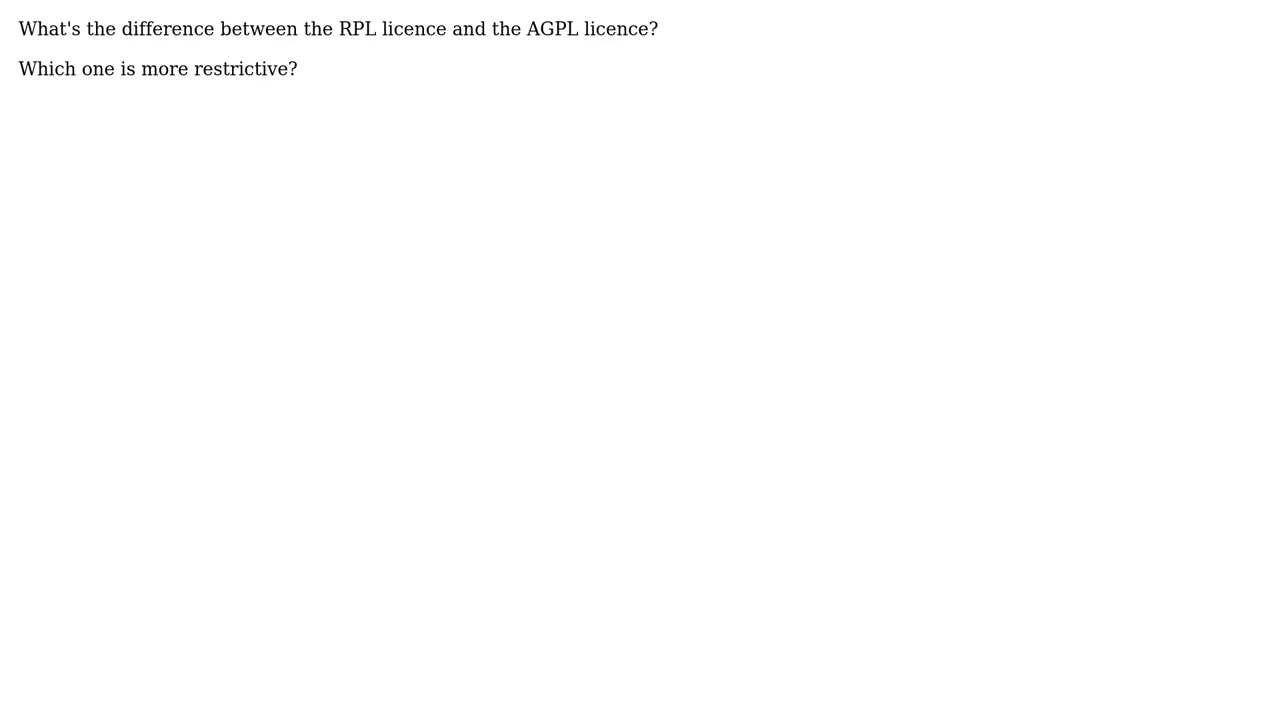 What's the difference between the RPL licence and the AGPL licence?
Which one is more restrictive?